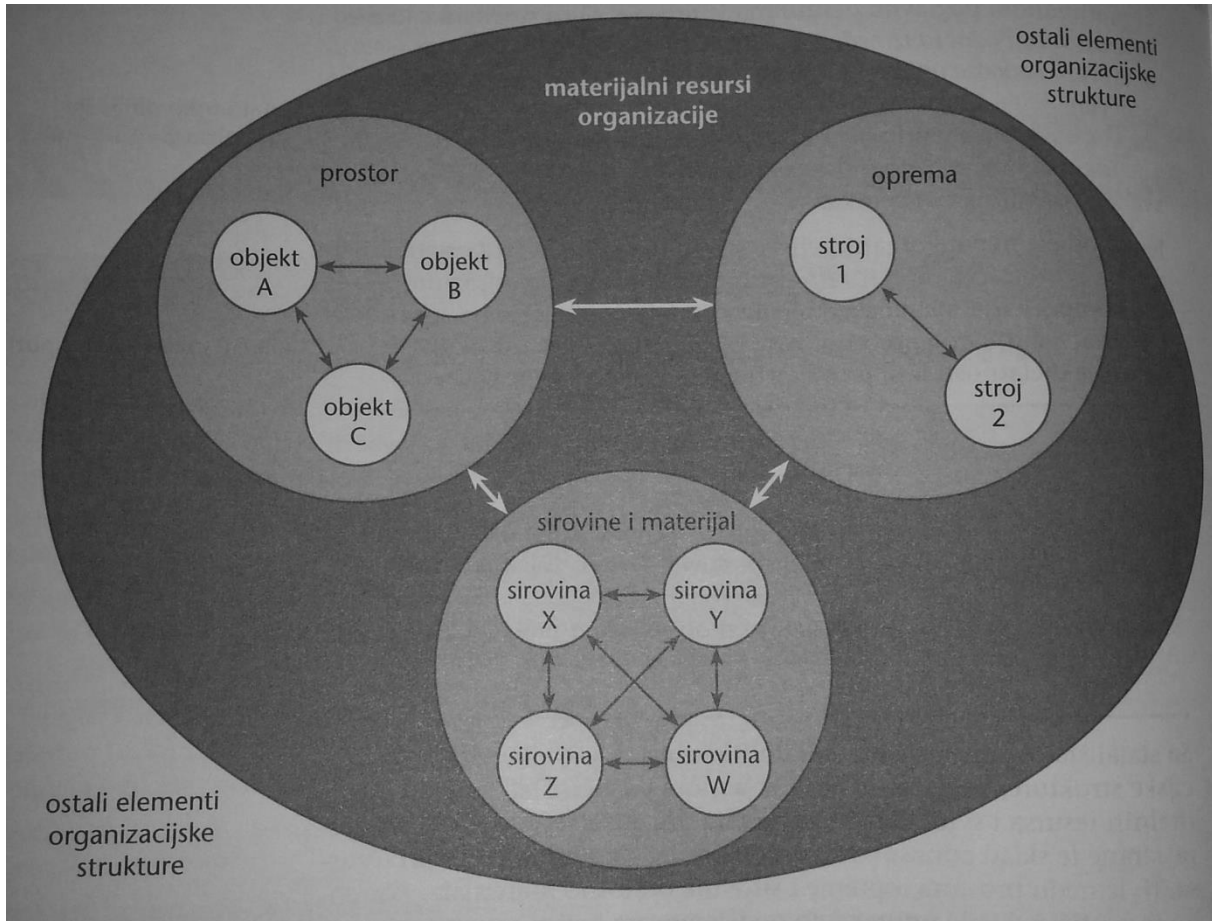 ostali elementi
organizacijske
strukture
materijalni resursi
organizacije
prostor
objekt
A
objekt
B
objekt
C
oprema
stroj
1
stroj
2
sirovine i materijal
sirovina
X
sirovina
Y
sirovina
Z
sirovina
W
ostali elementi
organizacijske
strukture